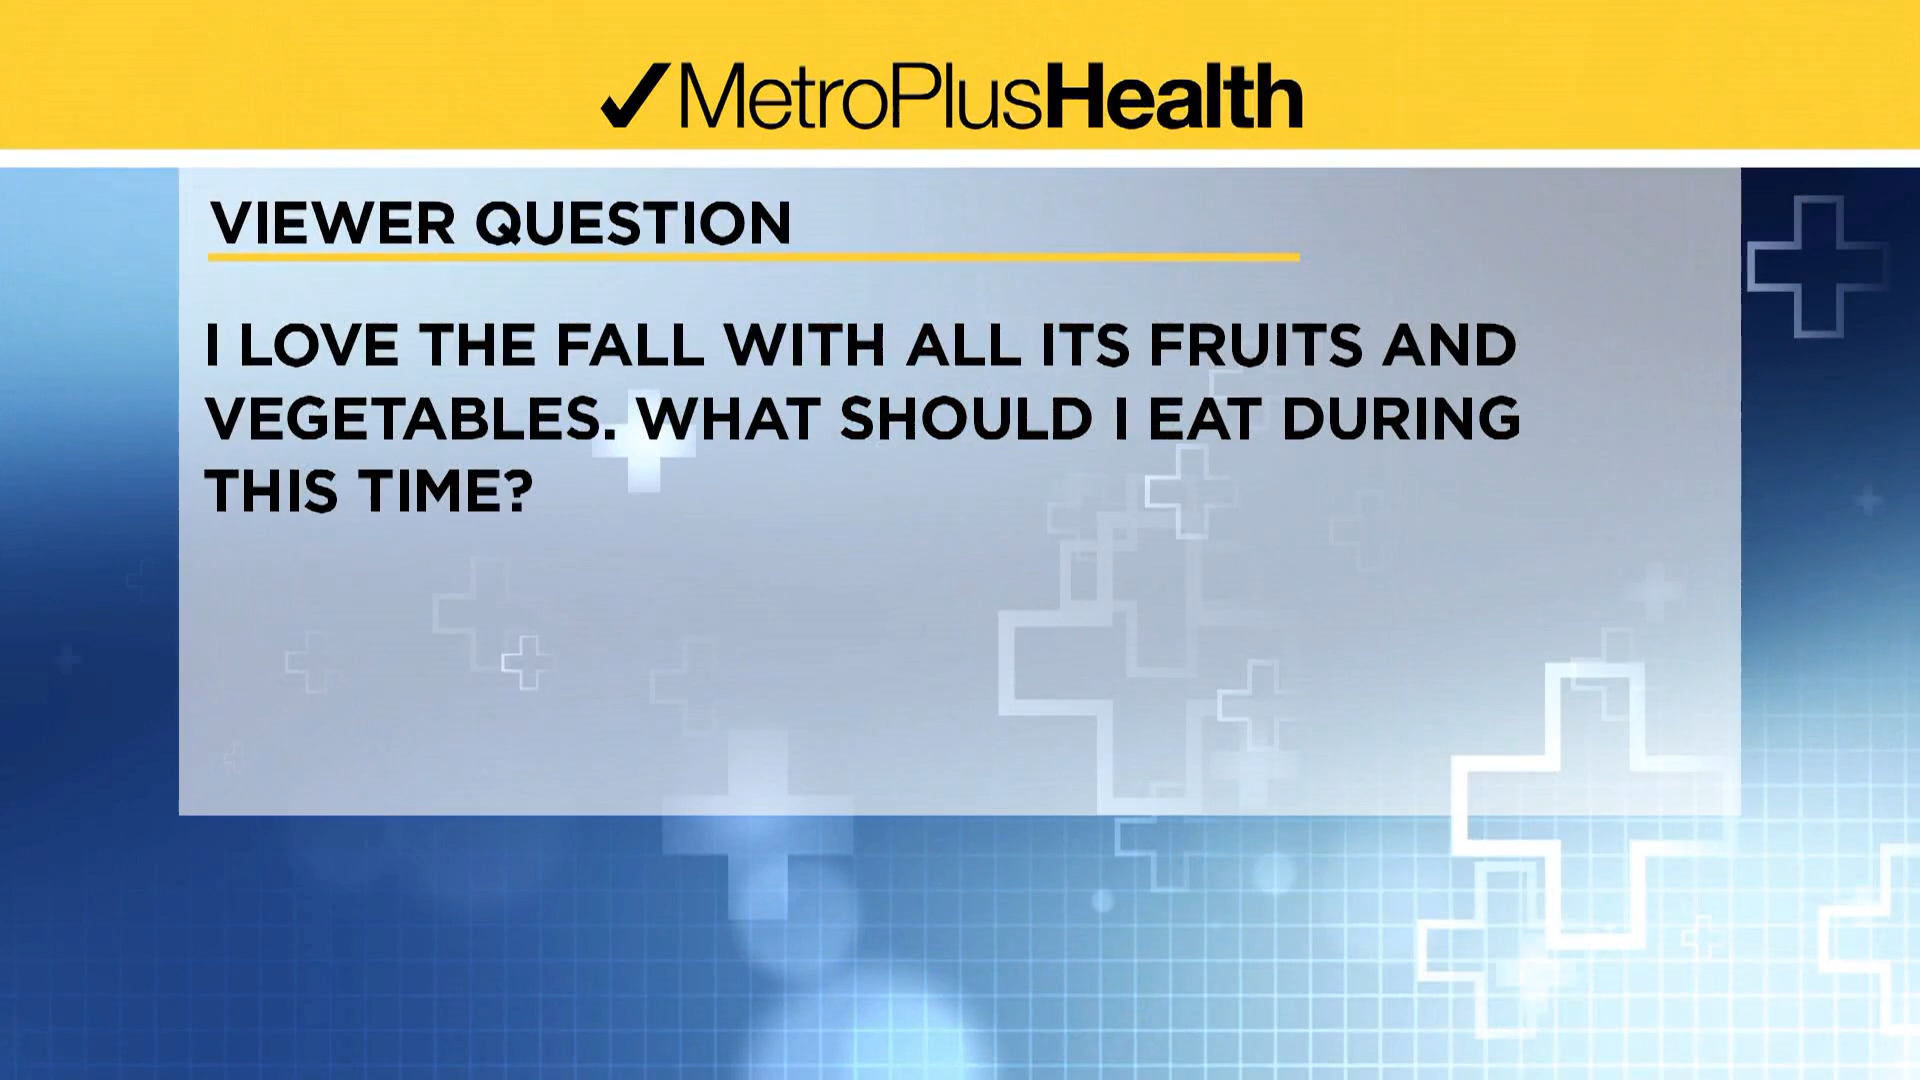 MetroPlusHealth
VIEWER QUESTION
I LOVE THE FALL WITH ALL ITS FRUITS AND
VEGETABLES. WHAT SHOULD I EAT DURING
THIS TIME?